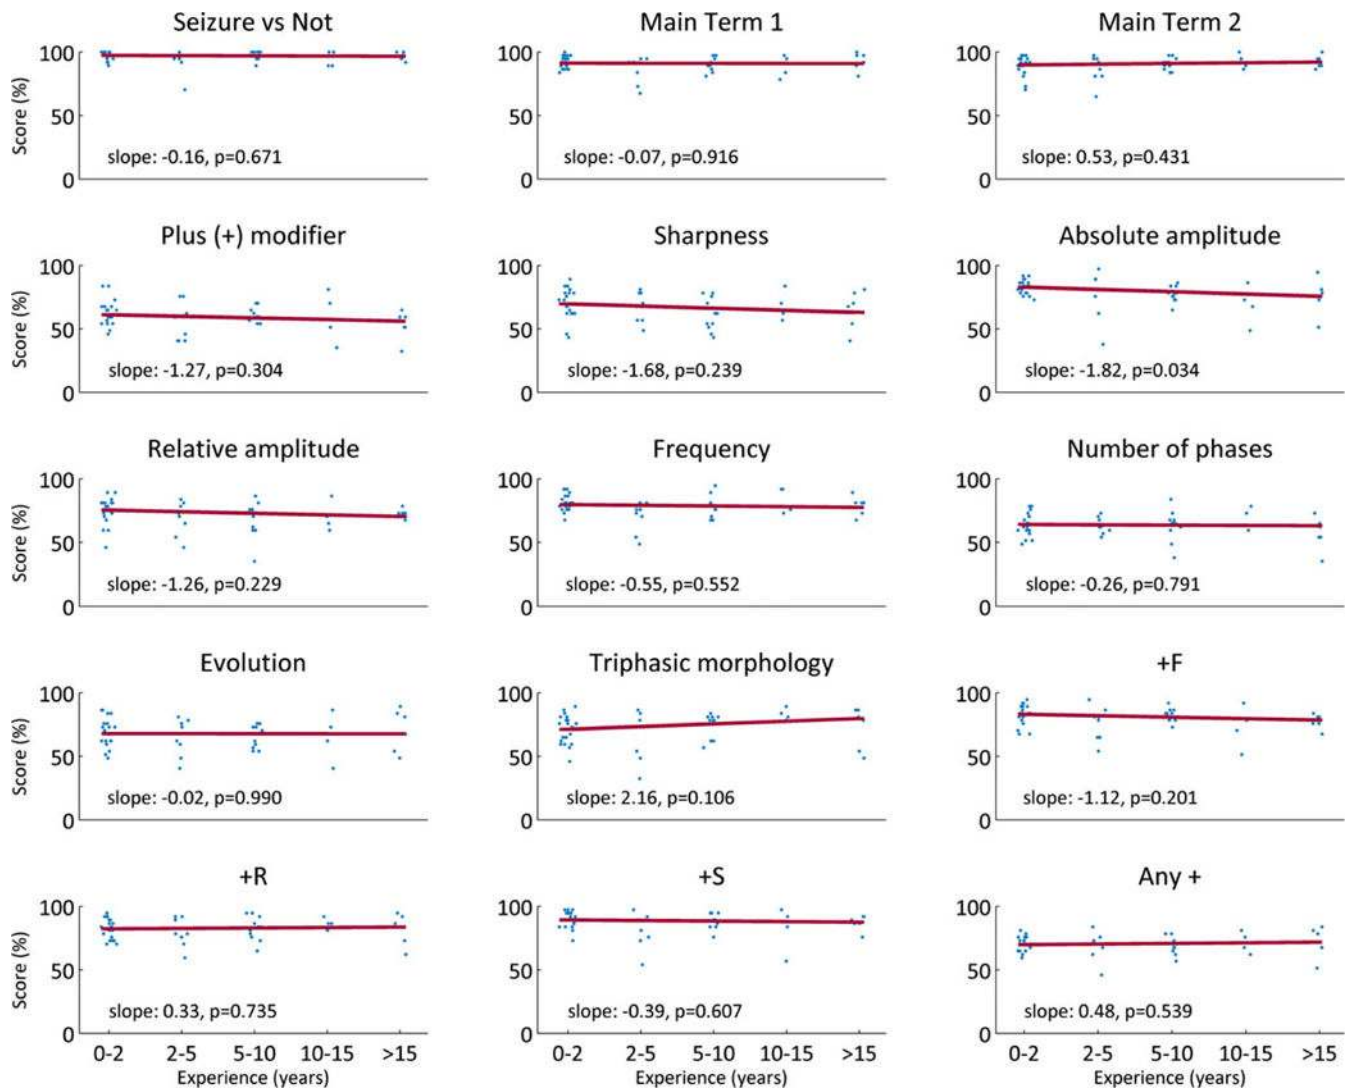 Seizure vs Not Main Term 1 Main Term 2
Score (%)
100 100 100
50 50 50
slope: -0.16, p=0.671 slope: -0.07, p=0.916 slope: 0.53, p=0.431
0 0 0
Plus (+) modifier Sharpness Absolute amplitude
Score (%)
100 100 100
50 50 50
slope: -1.27, p=0.304 slope: -1.68, p=0.239 slope: -1.82, p=0.034
0 0 0
Relative amplitude Frequency Number of phases
Score (%)
100 100 100
50 50 50
slope: -1.26, p=0.229 slope: -0.55, p=0.552 slope: -0.26, p=0.791
0 0 0
Evolution Triphasic morphology +F
Score (%)
100 100 100
50 50 50
slope: -0.02, p=0.990 slope: 2.16, p=0.106 slope: -1.12, p=0.201
0 0 0
+R +S Any +
Score (%)
100 100 100
50 50 50
slope: 0.33, p=0.735 slope: -0.39, p=0.607 slope: 0.48, p=0.539
0 0 0
0-2 2-5 5-10 10-15 >15 0-2 2-5 5-10 10-15 >15 0-2 2-5 5-10 10-15 >15
Experience (years) Experience (years) Experience (years)